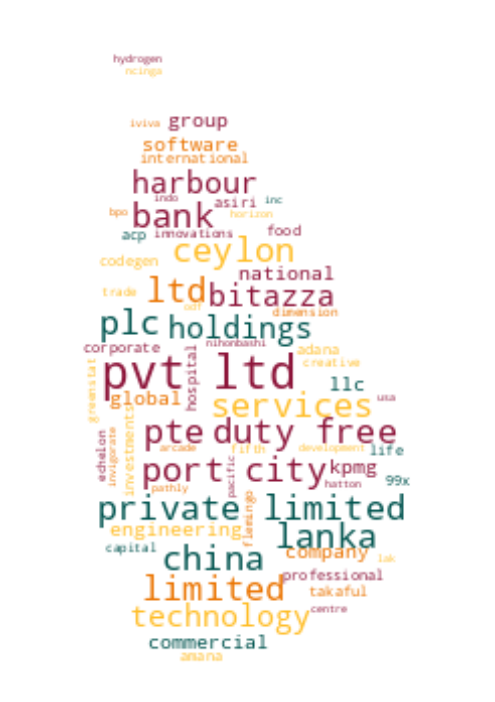 hydrogen
ncinga
iviva group
software
international
harbour
indo asiri inc
bpo bank horizon
acp innovations food
ceylon
codegen
national
trade ltd bitazza
odf
dimension
plc holdings
corporate nihonbashi adana
creative
pvt ltd
greenstat hospital llc
global usa
services
investments
pte duty free
echelon invigorate arcade fifth development life
port city kpmg
pacific 99x
pathly hatton
private limited
flemingo
engineering lanka
capital company
china lak
professional
limited takaful
technology centre
commercial
amana